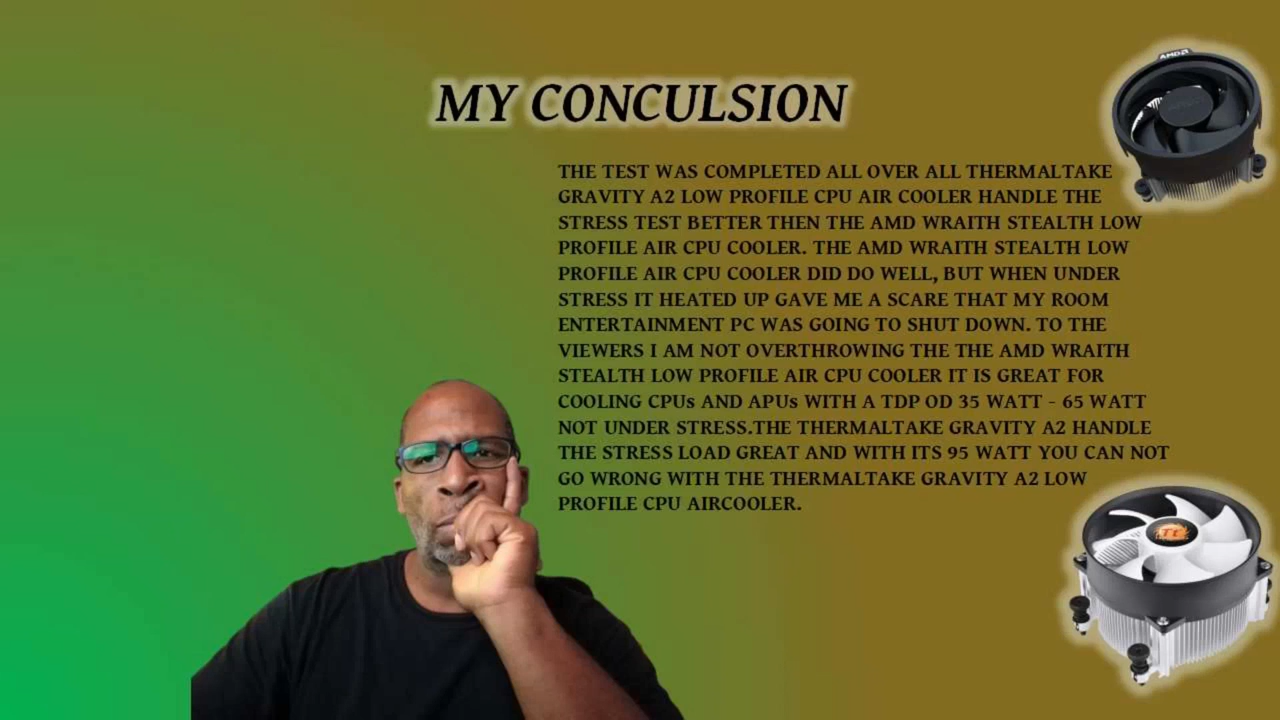 MY CONCULSION
AMD
THE TEST WAS COMPLETED ALL OVER ALL THERMALTAKE
GRAVITY A2 LOW PROFILE CPU AIR COOLER HANDLE THE
STRESS TEST BETTER THEN THE AMD WRAITH STEALTH LOW
PROFILE AIR CPU COOLER. THE AMD WRAITH STEALTH LOW
PROFILE AIR CPU COOLER DID DO WELL, BUT WHEN UNDER
STRESS IT HEATED UP GAVE ME A SCARE THAT MY ROOM
ENTERTAINMENT PC WAS GOING TO SHUT DOWN. TO THE
VIEWERS I AM NOT OVERTHROWING THE THE AMD WRAITH
STEALTH LOW PROFILE AIR CPU COOLER IT IS GREAT FOR
COOLING CPUs AND APUs WITH A TDP OD 35 WATT - 65 WATT
NOT UNDER STRESS.THE THERMALTAKE GRAVITY A2 HANDLE
THE STRESS LOAD GREAT AND WITH ITS 95 WATT YOU CAN NOT
GO WRONG WITH THE THERMALTAKE GRAVITY A2 LOW
PROFILE CPU AIRCOOLER.